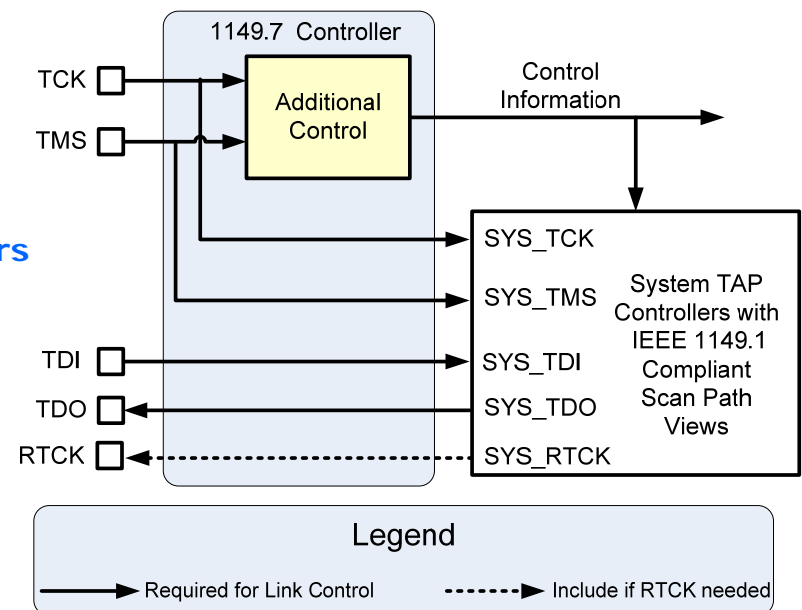 1149.7 Controller
TCK
TMS
Additional
Control
Control
Information
rs
SYS_TCK
SYS_TMS
SYS_TDI
SYS_TDO
SYS_RTCK
System TAP
Controllers with
IEEE 1149.1
Compliant
Scan Path
Views
TDI
TDO
RTCK
Legend
Required for Link Control
Include if RTCK needed